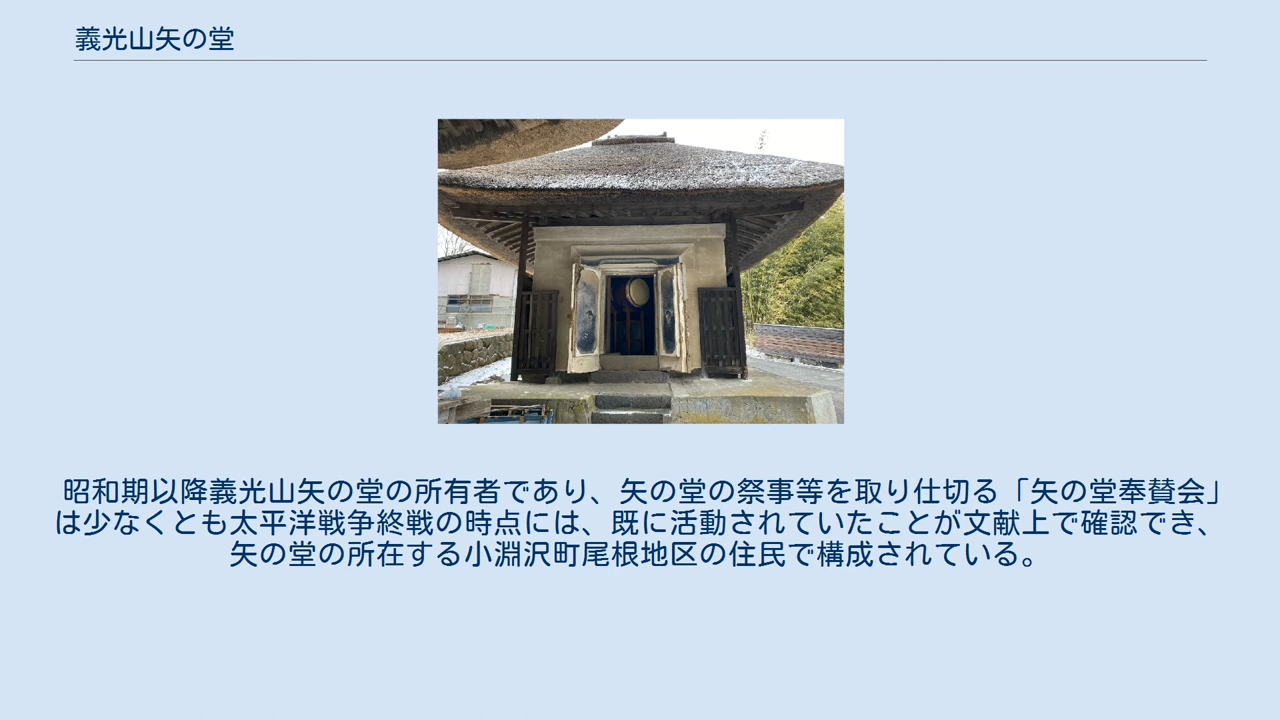 義光山矢の堂
昭和期以降義光山矢の堂の所有者であり、矢の堂の祭事等を取り仕切る「矢の堂奉賛会」
は少なくとも太平洋戦争終戦の時点には、既に活動されていたことが文献上で確認でき、
矢の堂の所在する小淵沢町尾根地区の住民で構成されている。